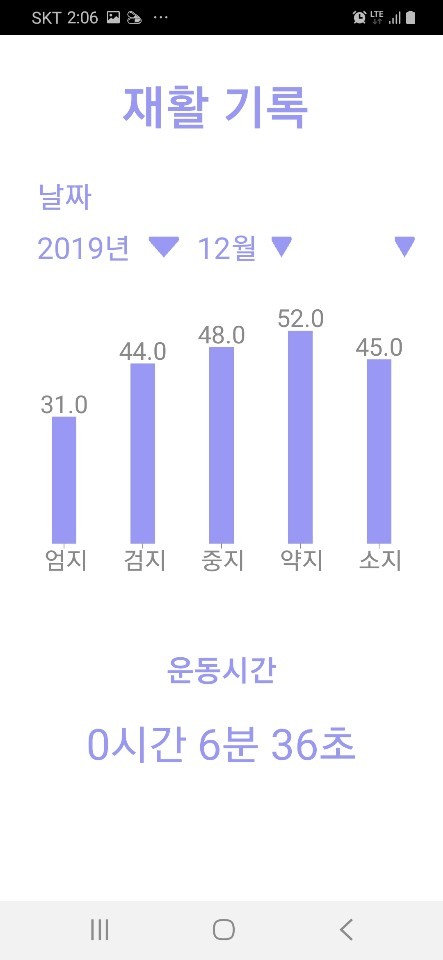 SKT 2:06 ···
LTE
재활 기록
날짜
2019년 12월
31.0 44.0 48.0 52.0 45.0
엄지 검지 중지 약지 소지
운동시간
0시간 6분 36초